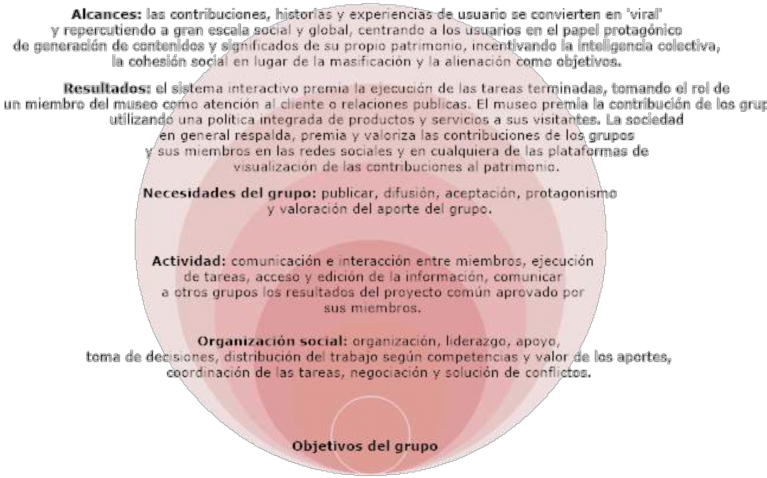 Alcances: las contribuciones, historias y experiencias de usuario se convierten en 'viral'
y repercutiendo a gran escala social y global, centrando a los usuarios en el papel protagónico
de generación de contenidos y significados de su propio patrimonio, incentivando la inteligencia colectiva,
la cohesión social en lugar de la masificación y la alienación como objetivos.
Resultados: el sistema interactivo premia la ejecución de las tareas terminadas, tomando el rol de
un miembro del museo como atención al cliente o relaciones publicas. El museo premia la contribución de los grup
utilizando una política integrada de productos y servicios a sus visitantes. La sociedad
en general respalda, premia y valoriza las contribuciones de los grupos
y sus miembros en las redes sociales y en cualquiera de las plataformas de
visualización de las contribuciones al patrimonio.
Necesidades del grupo: publicar, difusión, aceptación, protagonismo
y valoración del aporte del grupo.
Actividad: comunicación e interacción entre miembros, ejecución
de tareas, acceso y edición de la información, comunicar
a otros grupos los resultados del proyecto común aprovado por
sus miembros.
Organización social: organización, liderazgo, apoyo,
toma de decisiones, distribución del trabajo según competencias y valor de los aportes,
coordinación de las tareas, negociación y solución de conflictos.
Objetivos del grupo